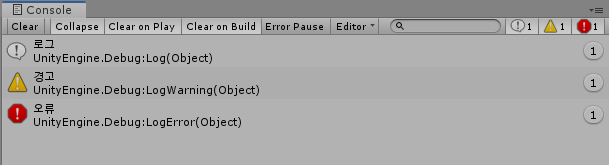 Console
Clear Collapse Clear on Play Clear on Build Error Pause Editor 1 1 1
로그 1
UnityEngine.Debug:Log(Object)
경고 1
UnityEngine.Debug:LogWarning(Object)
오류 1
UnityEngine.Debug:LogError(Object)